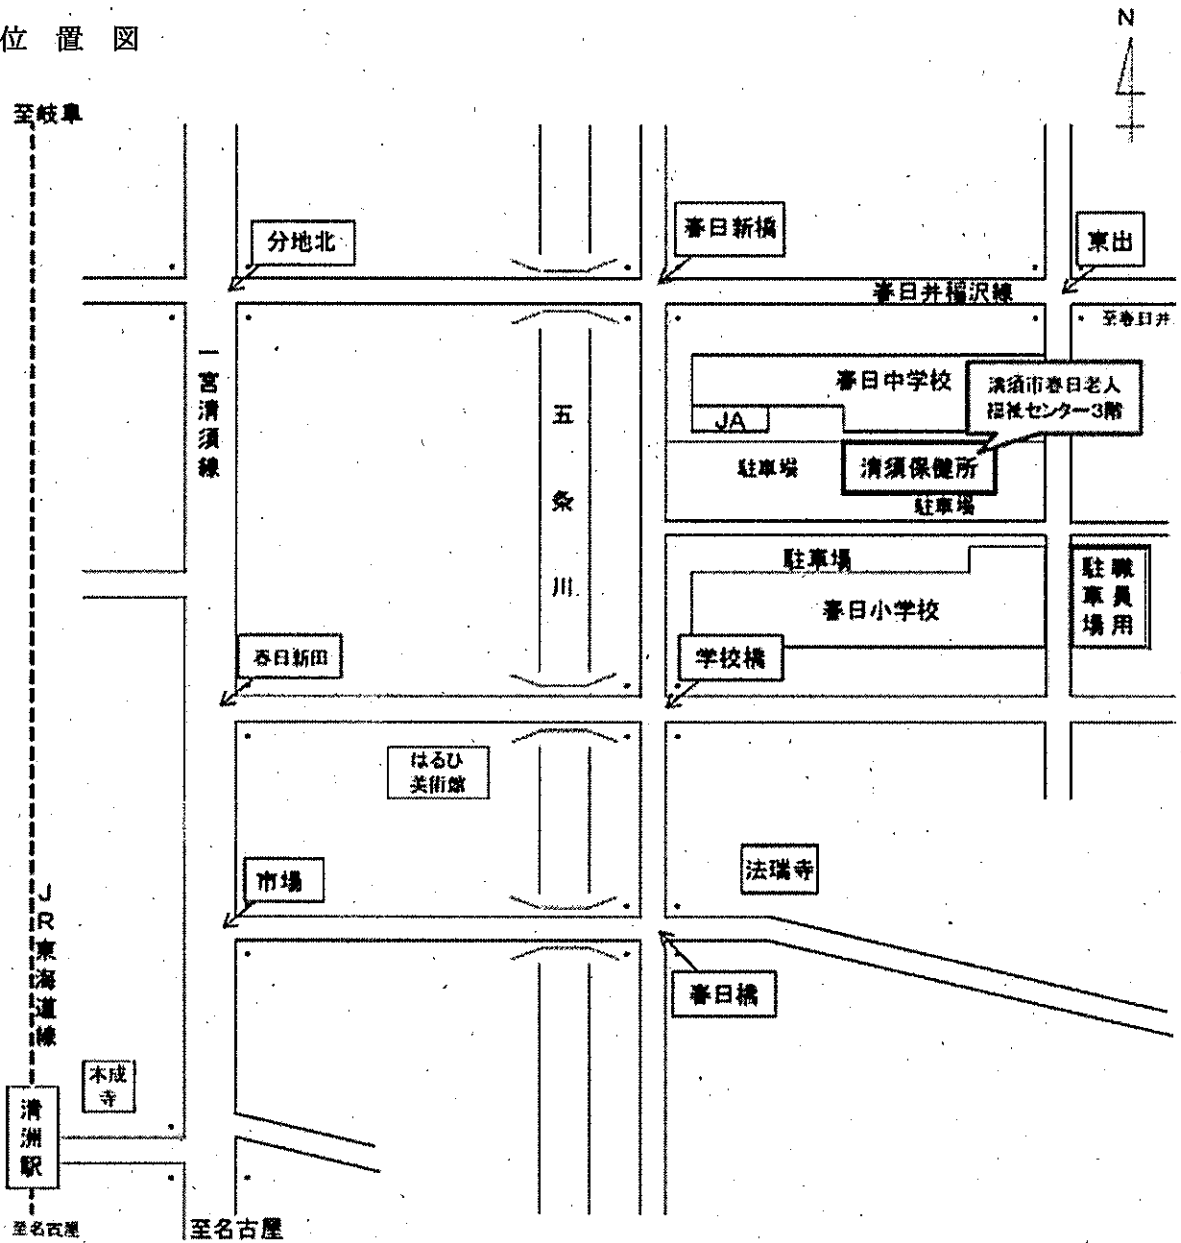 位置図
N
至岐阜
分地北
春日新橋
東出
春日井稲沢線
至春日井
一宮清須線
春日中学校
清須市春日老人
福祉センター3階
JA
五条川
駐車場
清須保健所
駐車場
駐車場
春日小学校
職員用
駐車場
春日新田
学校橋
はるひ
美術館
市場
法瑞寺
JR東海道線
春日橋
本成
寺
清洲駅
至名古屋
至名古屋